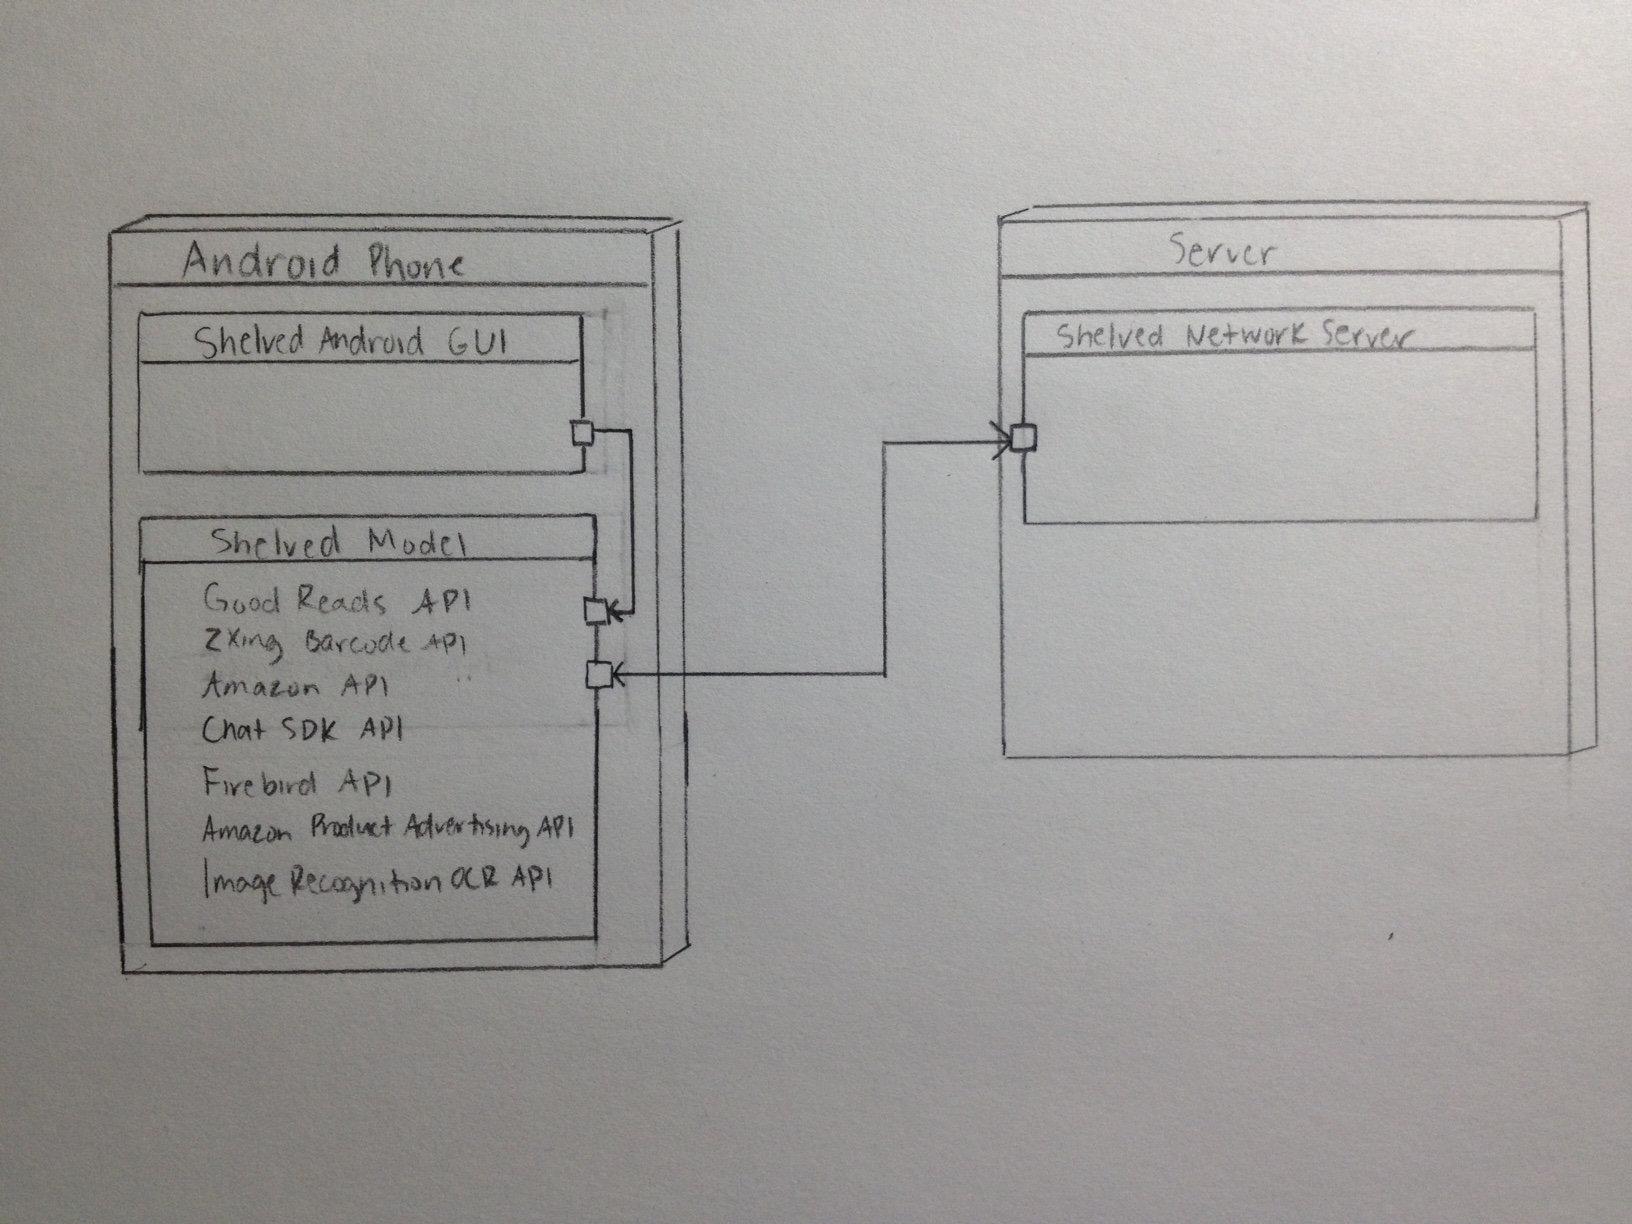 Android Phone
Shelved Android GUI
Shelved Model
Good Reads API
ZXing Barcode API
Amazon API
Chat SDK API
Firebird API
Amazon Product Advertising API
Image Recognition OCR API
Server
Shelved Network Server